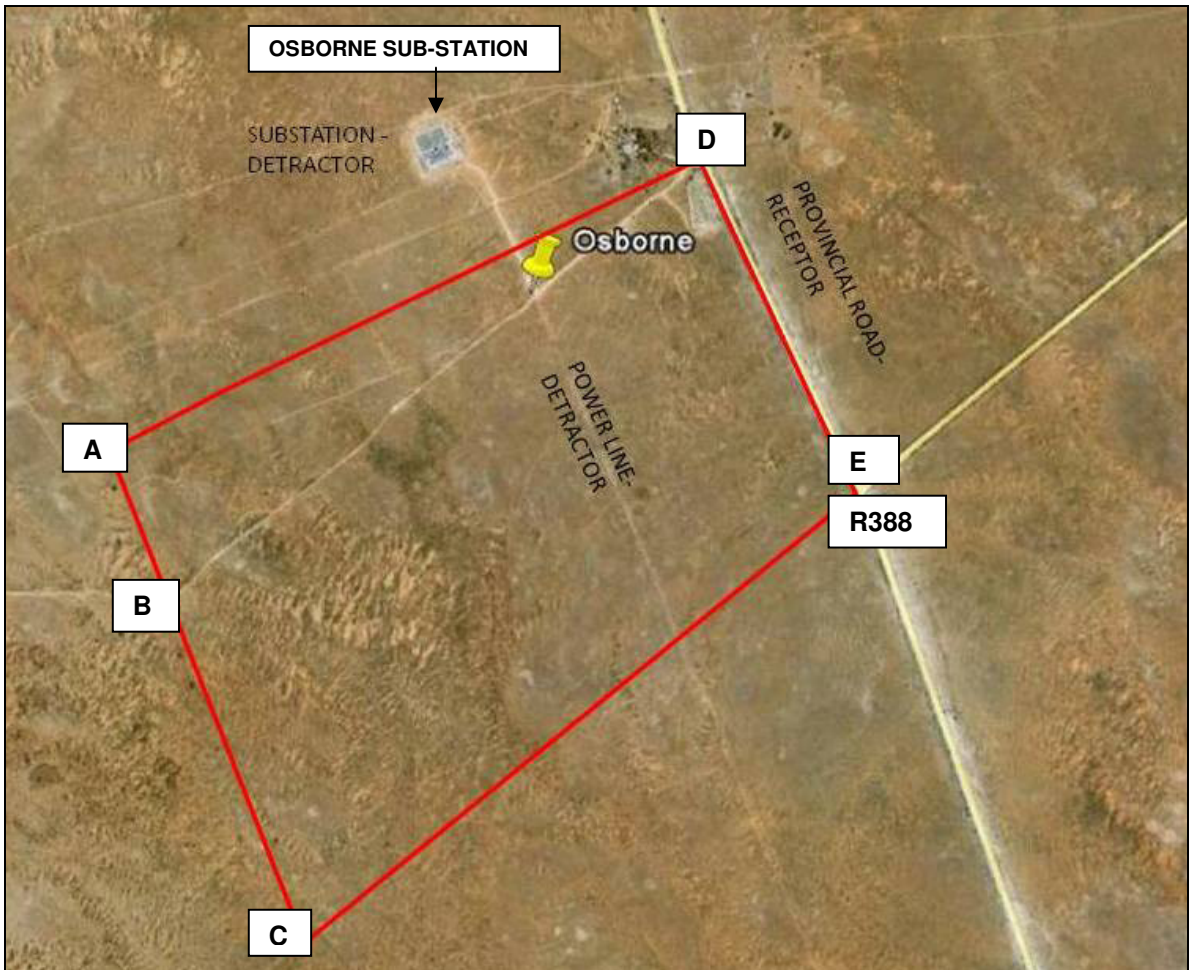 OSBORNE SUB-STATION
SUBSTATION -
DETRACTOR
D
PROVINCIAL ROAD-
RECEPTOR
Osborne
POWER LINE-
DETRACTOR
A
E
R388
B
C